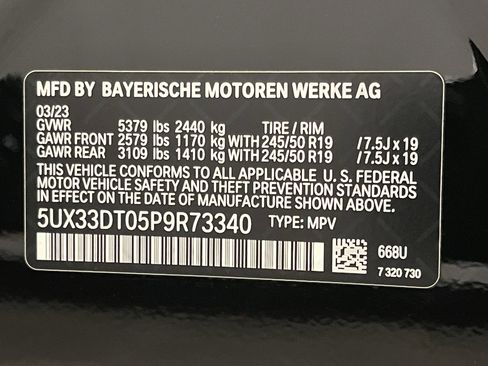 MFD BY BAYERISCHE MOTOREN WERKE AG
03/23
GVWR 5379 lbs 2440 kg TIRE / RIM
GAWR FRONT 2579 lbs 1170 kg WITH 245/50 R19 / 7.5J x 19
GAWR REAR 3109 lbs 1410 kg WITH 245/50 R19 / 7.5J x 19
THIS VEHICLE CONFORMS TO ALL APPLICABLE U. S. FEDERAL
MOTOR VEHICLE SAFETY AND THEFT PREVENTION STANDARDS
IN EFFECT ON THE DATE OF MANUFACTURE SHOWN ABOVE.
5UX33DT05P9R73340 TYPE: MPV
668U
7 320 730